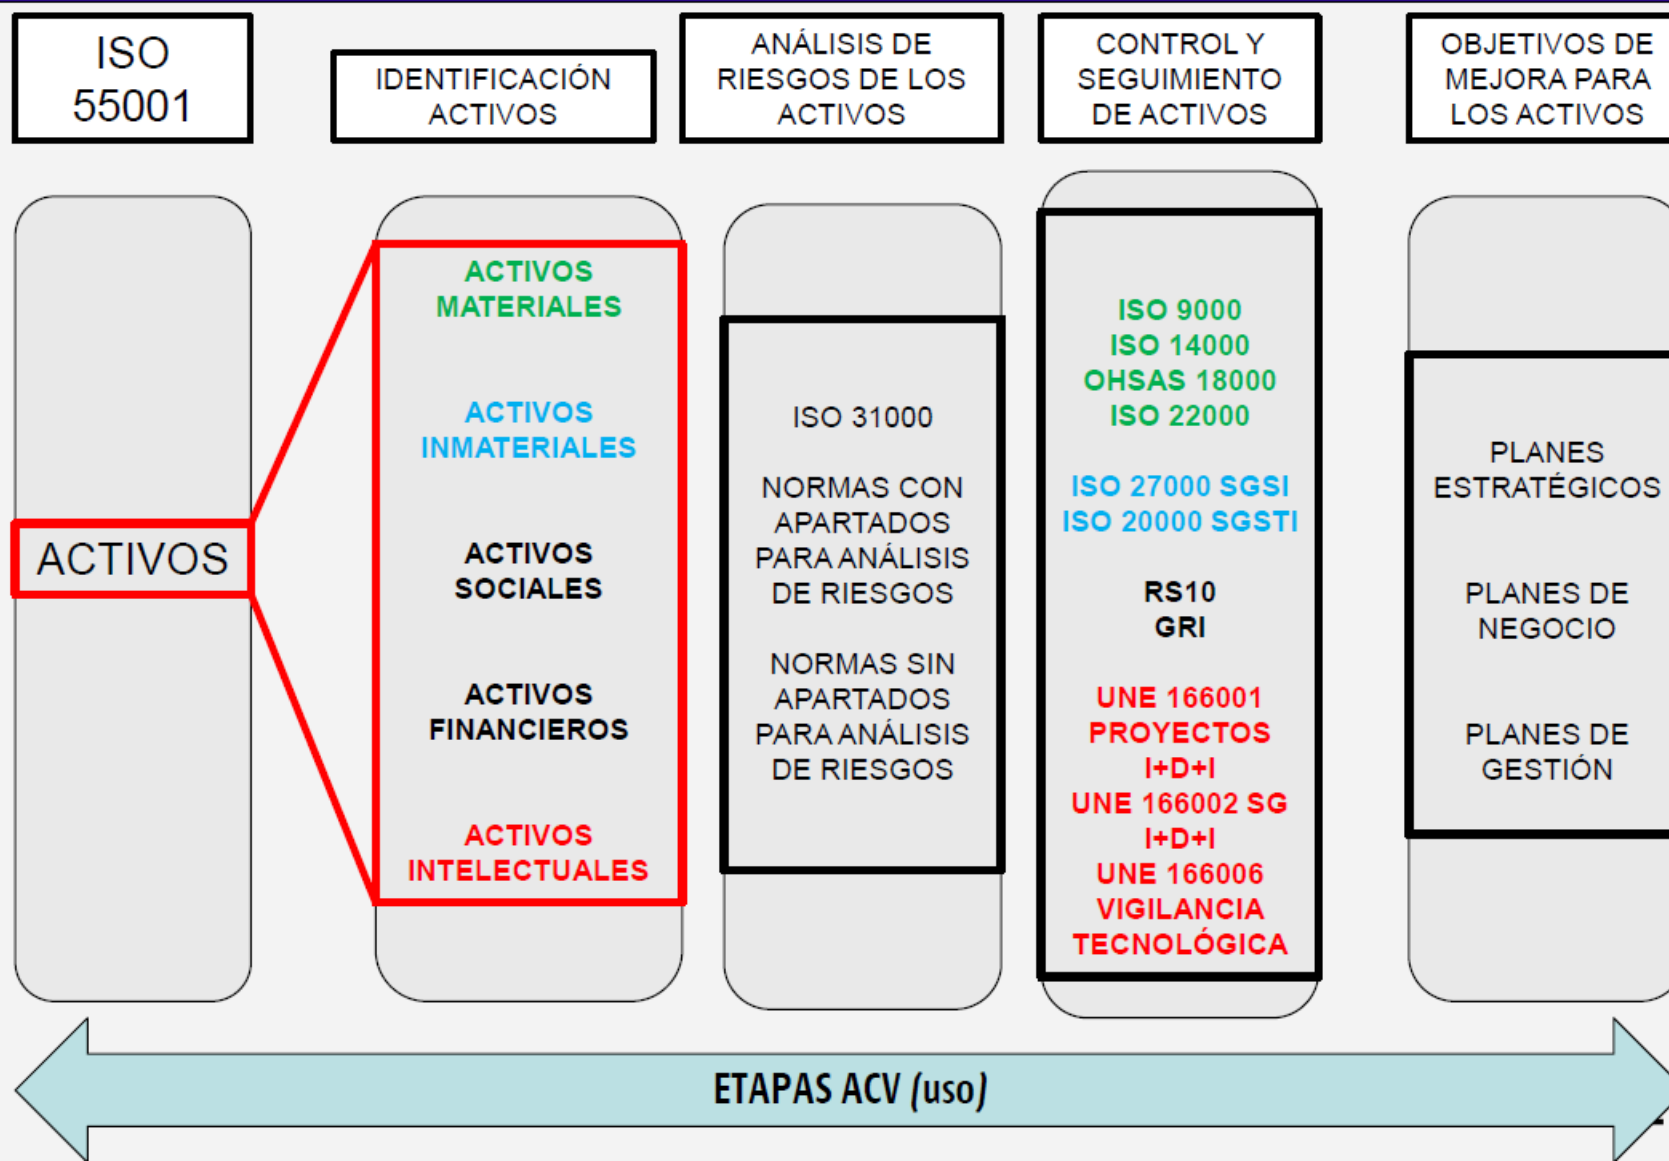 ISO
55001
IDENTIFICACIÓN
ACTIVOS
ANÁLISIS DE
RIESGOS DE LOS
ACTIVOS
CONTROL Y
SEGUIMIENTO
DE ACTIVOS
OBJETIVOS DE
MEJORA PARA
LOS ACTIVOS
ACTIVOS
ACTIVOS
MATERIALES
ACTIVOS
INMATERIALES
ACTIVOS
SOCIALES
ACTIVOS
FINANCIEROS
ACTIVOS
INTELECTUALES
ISO 31000
NORMAS CON
APARTADOS
PARA ANÁLISIS
DE RIESGOS
NORMAS SIN
APARTADOS
PARA ANÁLISIS
DE RIESGOS
ISO 9000
ISO 14000
OHSAS 18000
ISO 22000
ISO 27000 SGSI
ISO 20000 SGSTI
RS10
GRI
UNE 166001
PROYECTOS
I+D+I
UNE 166002 SG
I+D+I
UNE 166006
VIGILANCIA
TECNOLÓGICA
PLANES
ESTRATÉGICOS
PLANES DE
NEGOCIO
PLANES DE
GESTIÓN
ETAPAS ACV (uso)